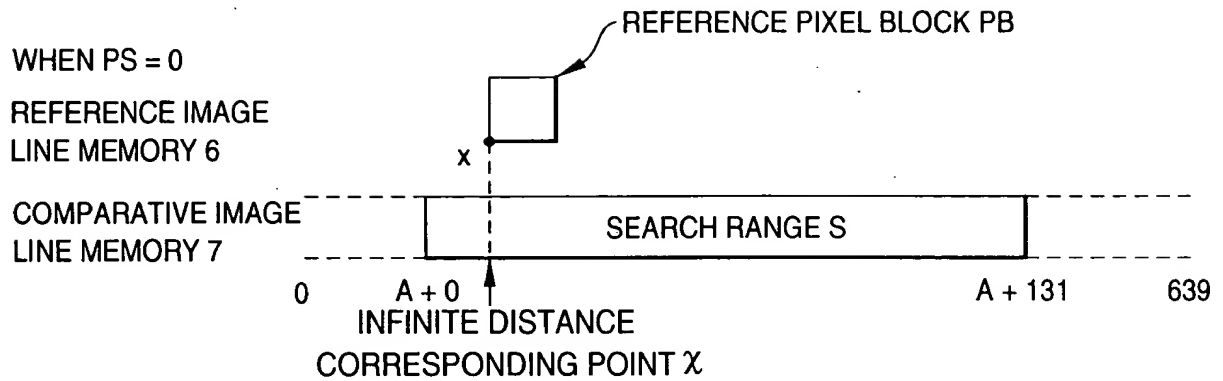 REFERENCE PIXEL BLOCK PB
WHEN PS = 0
REFERENCE IMAGE
LINE MEMORY 6
x
COMPARATIVE IMAGE
LINE MEMORY 7
SEARCH RANGE S
0 A + 0 A + 131 639
INFINITE DISTANCE
CORRESPONDING POINT χ